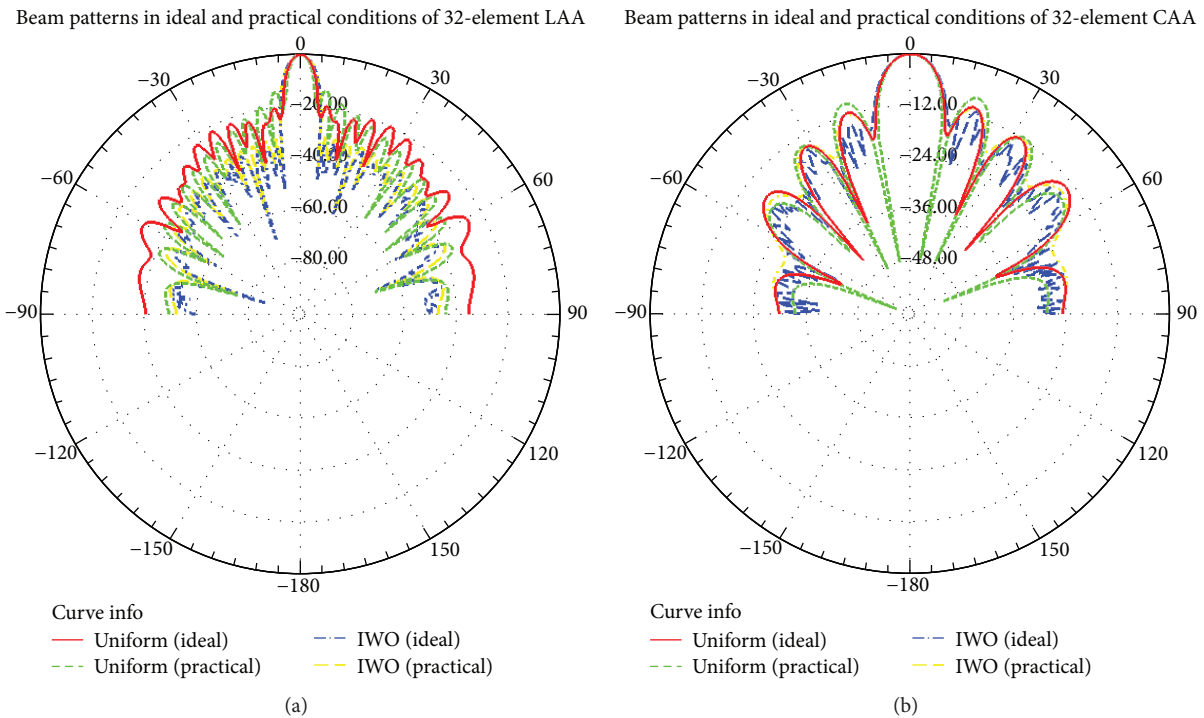 Beam patterns in ideal and practical conditions of 32-element LAA
0
−30
30
−20.00
−40.00
−60
60
−60.00
−80.00
−90
90
−120
120
−150
150
−180
Curve info
Uniform (ideal)
IWO (ideal)
Uniform (practical)
IWO (practical)
(a)
Beam patterns in ideal and practical conditions of 32-element CAA
0
−30
30
−12.00
−24.00
−60
60
−36.00
−48.00
−90
90
−120
120
−150
150
−180
Curve info
Uniform (ideal)
IWO (ideal)
Uniform (practical)
IWO (practical)
(b)